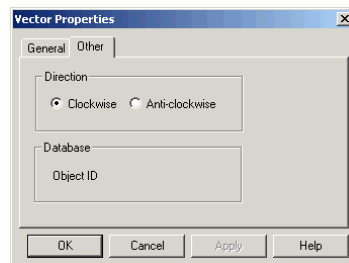 Vector Properties
General Other
Direction
Clockwise Anti-clockwise
Database
Object ID
OK Cancel Apply Help